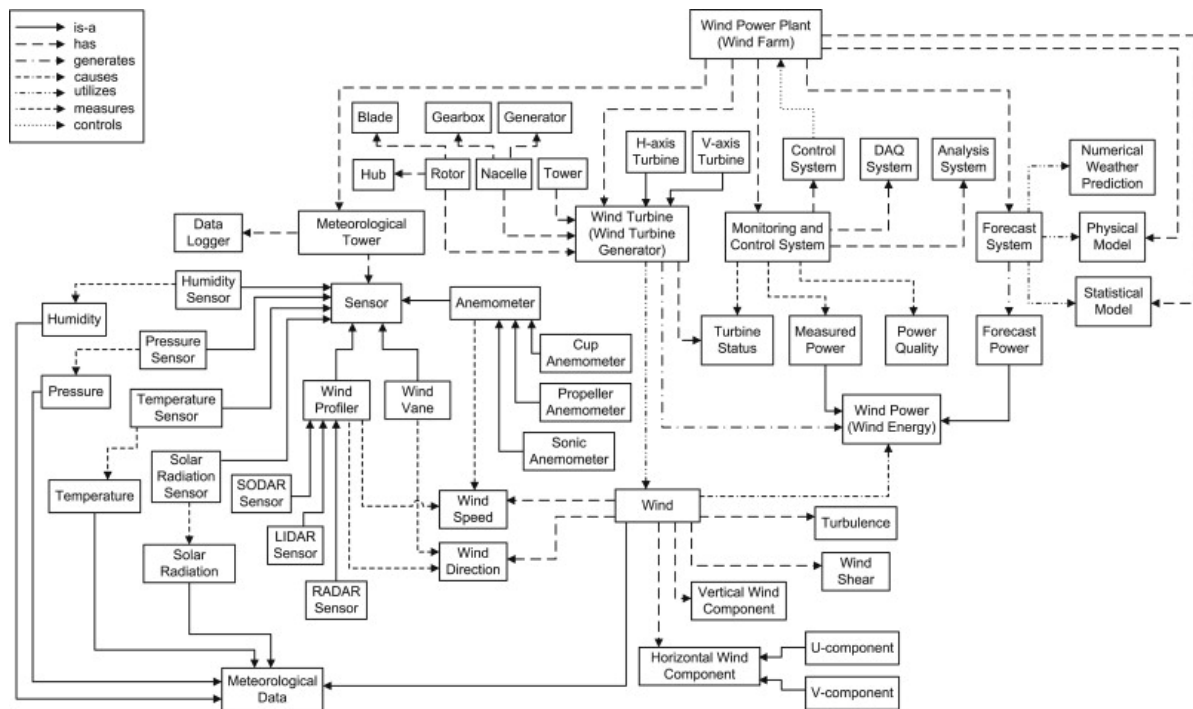 is-a
has
generates
causes
utilizes
measures
controls
Wind Power Plant
(Wind Farm)
Blade
Gearbox
Generator
Hub
Rotor
Nacelle
Tower
H-axis
Turbine
V-axis
Turbine
Control
System
DAQ
System
Analysis
System
Numerical
Weather
Prediction
Data
Logger
Meteorological
Tower
Wind Turbine
(Wind Turbine
Generator)
Monitoring and
Control System
Forecast
System
Physical
Model
Humidity
Sensor
Humidity
Sensor
Anemometer
Statistical
Model
Pressure
Sensor
Pressure
Cup
Anemometer
Turbine
Status
Measured
Power
Power
Quality
Forecast
Power
Temperature
Sensor
Wind
Profiler
Wind
Vane
Propeller
Anemometer
Wind Power
(Wind Energy)
Sonic
Anemometer
Temperature
Solar
Radiation
Sensor
SODAR
Sensor
Wind
Speed
Wind
Turbulence
LIDAR
Sensor
Solar
Radiation
Wind
Direction
Wind
Shear
RADAR
Sensor
Vertical Wind
Component
Meteorological
Data
Horizontal Wind
Component
U-component
V-component